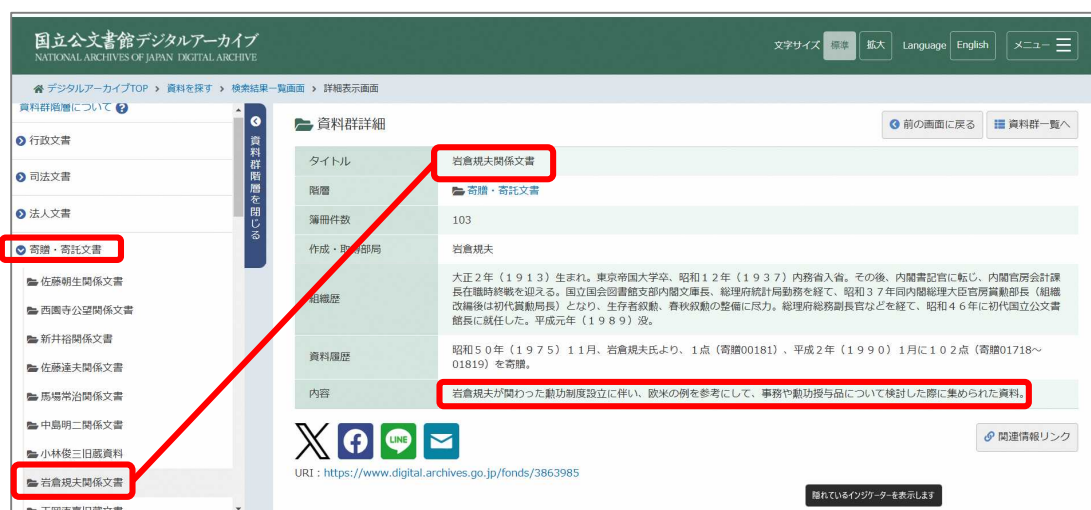 国立公文書館デジタルアーカイブ
NATIONAL ARCHIVES OF JAPAN DIGITAL ARCHIVE
文字サイズ 標準 拡大 Language English メニュー
デジタルアーカイブTOP > 資料を探す > 検索結果一覧画面 > 詳細表示画面
資料群階層について ?
行政文書
司法文書
法人文書
寄贈・寄託文書
佐藤朝生関係文書
西園寺公望関係文書
新井裕関係文書
佐藤達夫関係文書
馬場常治関係文書
中島明二関係文書
小林俊三旧蔵資料
岩倉規夫関係文書
資料群階層を閉じる
資料群詳細
前の画面に戻る 資料群一覧へ
タイトル 岩倉規夫関係文書
階層 寄贈・寄託文書
簿冊件数 103
作成・取得部局 岩倉規夫
組織歴
大正2年(1913)生まれ。東京帝国大学卒、昭和12年(1937)内務省入省。その後、内閣書記官に転じ、内閣官房会計課
長在職時終戦を迎える。国立国会図書館支部内閣文庫長、総理府統計局勤務を経て、昭和37年同内閣総理大臣官房賞勲部長(組織
改編後は初代賞勲局長)となり、生存者叙勲、春秋叙勲の整備に尽力。総理府総務副長官などを経て、昭和46年に初代国立公文書
館長に就任した。平成元年(1989)没。
資料履歴
昭和50年(1975)11月、岩倉規夫氏より、1点(寄贈00181)、平成2年(1990)1月に102点(寄贈01718~
01819)を寄贈。
内容 岩倉規夫が関わった勲功制度設立に伴い、欧米の例を参考にして、事務や勲功授与品について検討した際に集められた資料。
LINE
関連情報リンク
URI:https://www.digital.archives.go.jp/fonds/3863985
隠れているインジケーターを表示します